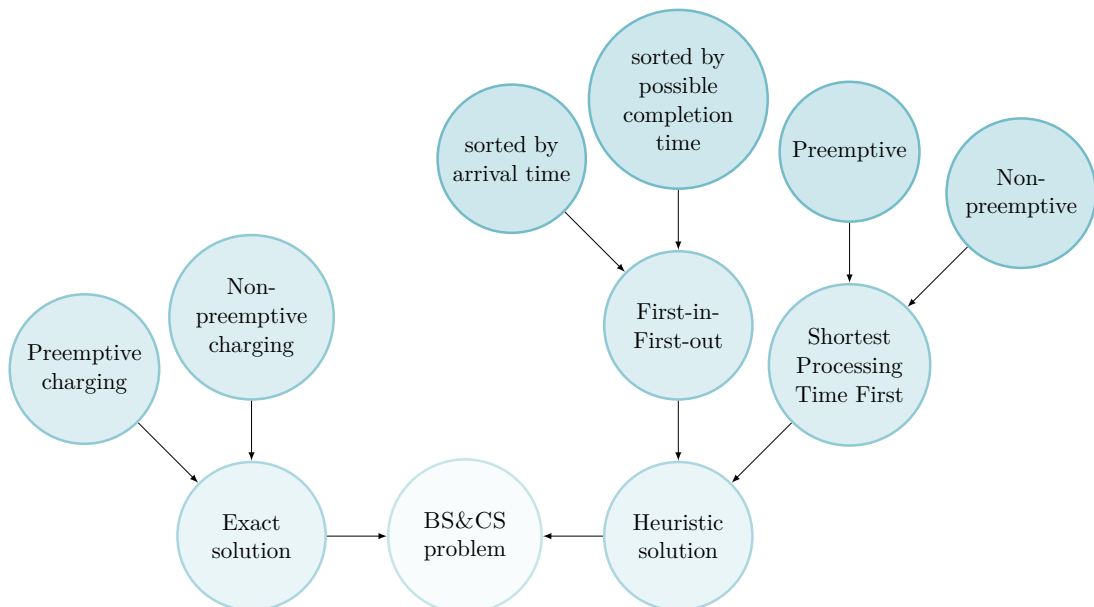 sorted by
possible
completion
time
sorted by
arrival time
Preemptive
Non-
preemptive
Non-
preemptive
charging
First-in-
First-out
Preemptive
charging
Shortest
Processing
Time First
Exact
solution
BS&CS
problem
Heuristic
solution